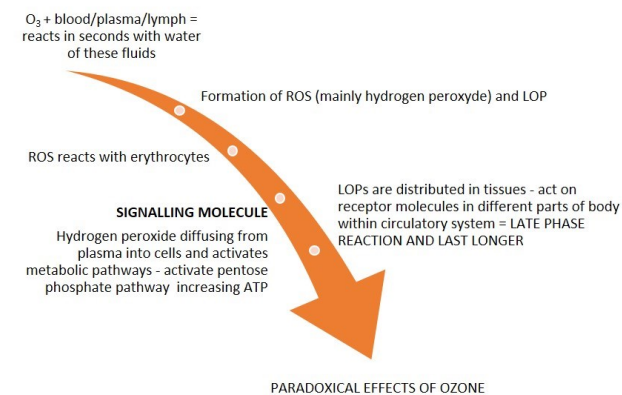 O₃ + blood/plasma/lymph =
reacts in seconds with water
of these fluids
Formation of ROS (mainly hydrogen peroxyde) and LOP
ROS reacts with erythrocytes
LOPs are distributed in tissues - act on
receptor molecules in different parts of body
within circulatory system = LATE PHASE
REACTION AND LAST LONGER
SIGNALLING MOLECULE
Hydrogen peroxide diffusing from
plasma into cells and activates
metabolic pathways - activate pentose
phosphate pathway increasing ATP
PARADOXICAL EFFECTS OF OZONE